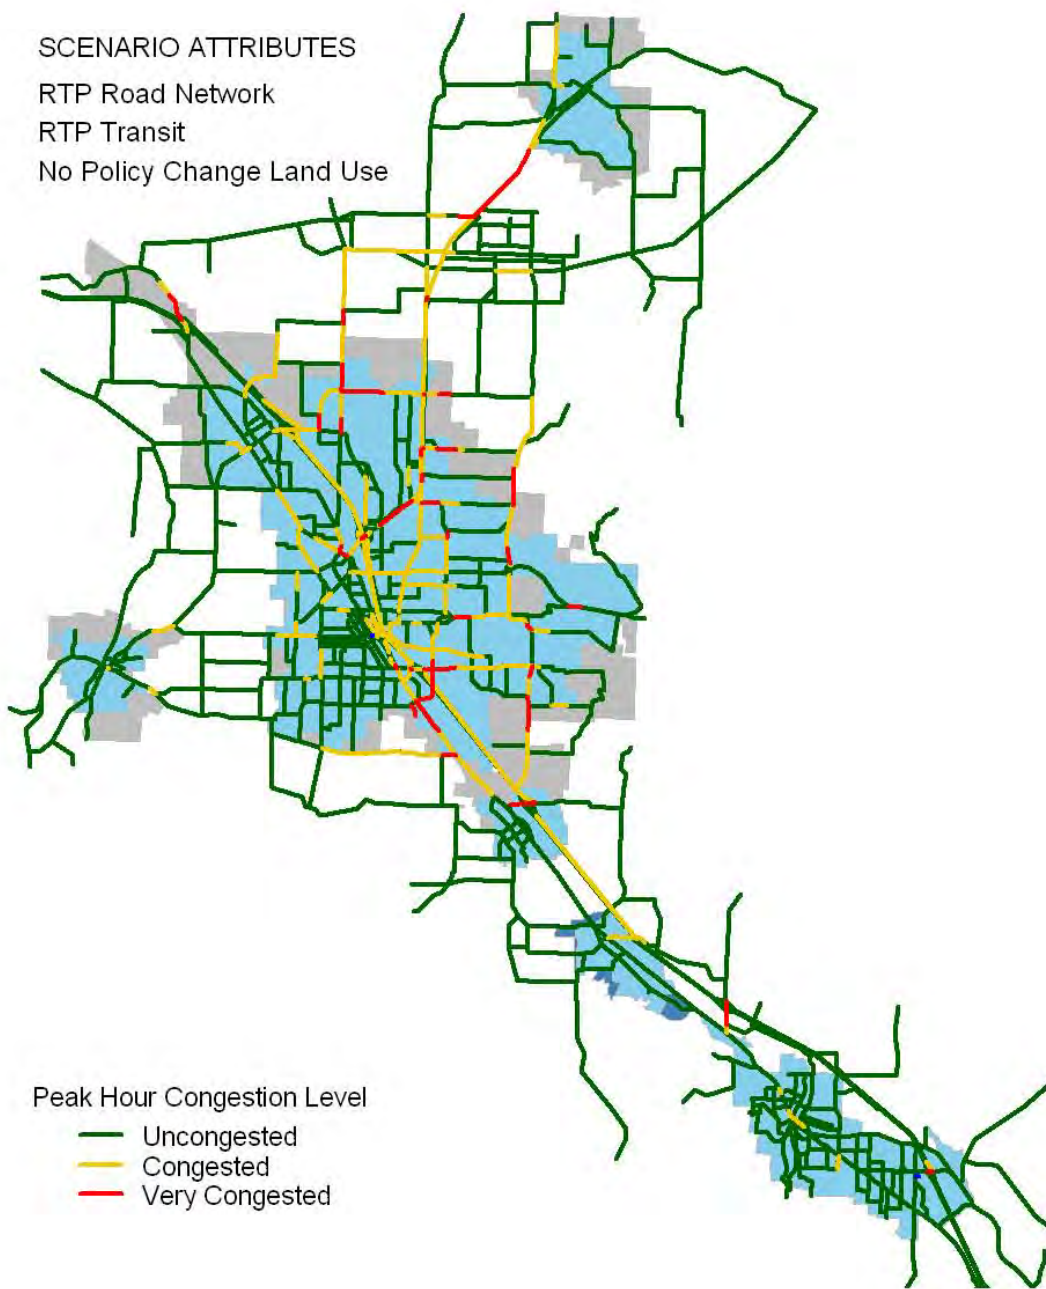 SCENARIO ATTRIBUTES
RTP Road Network
RTP Transit
No Policy Change Land Use
Peak Hour Congestion Level
Uncongested
Congested
Very Congested